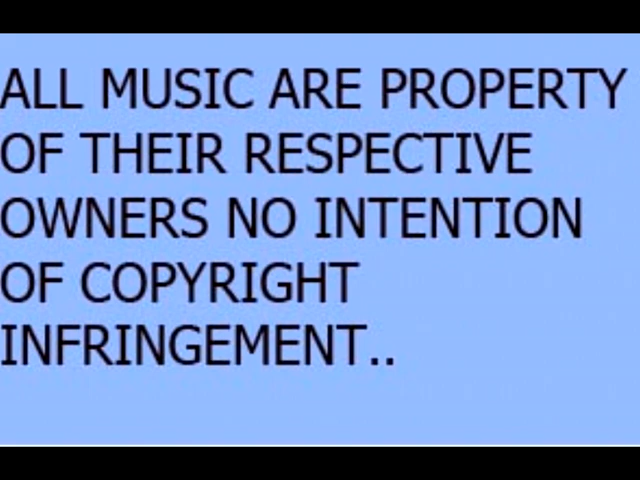 ALL MUSIC ARE PROPERTY
OF THEIR RESPECTIVE
OWNERS NO INTENTION
OF COPYRIGHT
INFRINGEMENT..